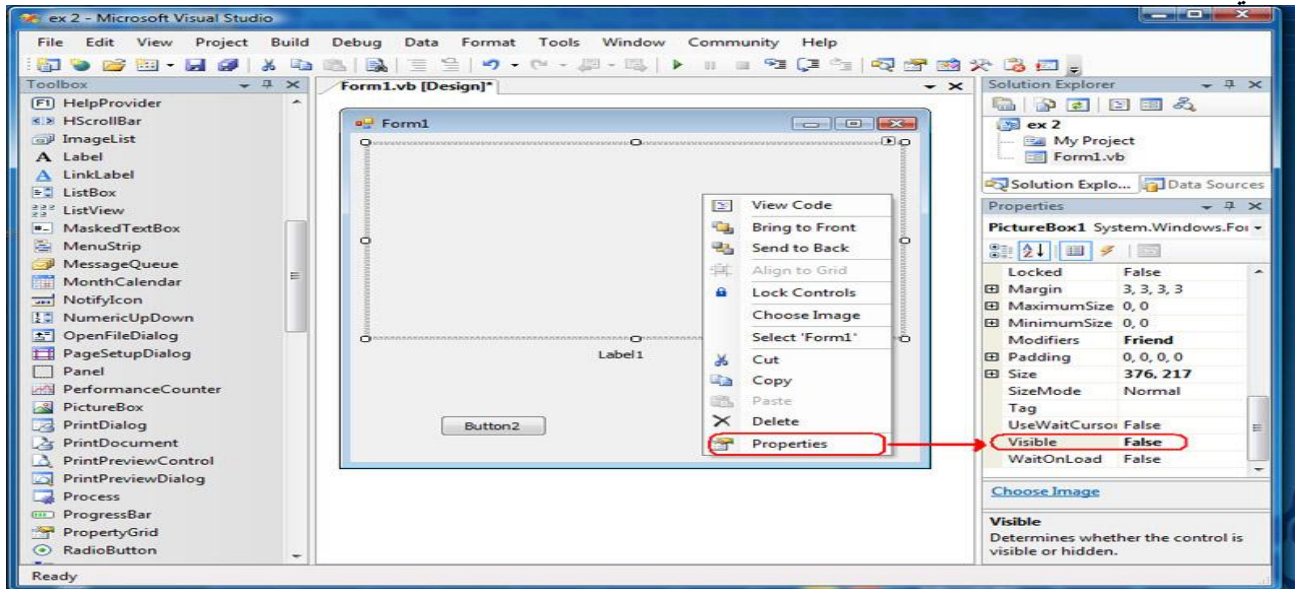 ي
ex 2 - Microsoft Visual Studio
File Edit View Project Build Debug Data Format Tools Window Community Help
Toolbox
HelpProvider
HScrollBar
ImageList
Label
LinkLabel
ListBox
ListView
MaskedTextBox
MenuStrip
MessageQueue
MonthCalendar
NotifyIcon
NumericUpDown
OpenFileDialog
PageSetupDialog
Panel
PerformanceCounter
PictureBox
PrintDialog
PrintDocument
PrintPreviewControl
PrintPreviewDialog
Process
ProgressBar
PropertyGrid
RadioButton
Form1.vb [Design]*
Form1
Label1
Button2
View Code
Bring to Front
Send to Back
Align to Grid
Lock Controls
Choose Image
Select 'Form1'
Cut
Copy
Paste
Delete
Properties
Solution Explorer
ex 2
My Project
Form1.vb
Solution Explo... Data Sources
Properties
PictureBox1 System.Windows.For
Locked False
Margin 3, 3, 3, 3
MaximumSize 0, 0
MinimumSize 0, 0
Modifiers Friend
Padding 0, 0, 0, 0
Size 376, 217
SizeMode Normal
Tag
UseWaitCursor False
Visible False
WaitOnLoad False
Choose Image
Visible
Determines whether the control is
visible or hidden.
Ready